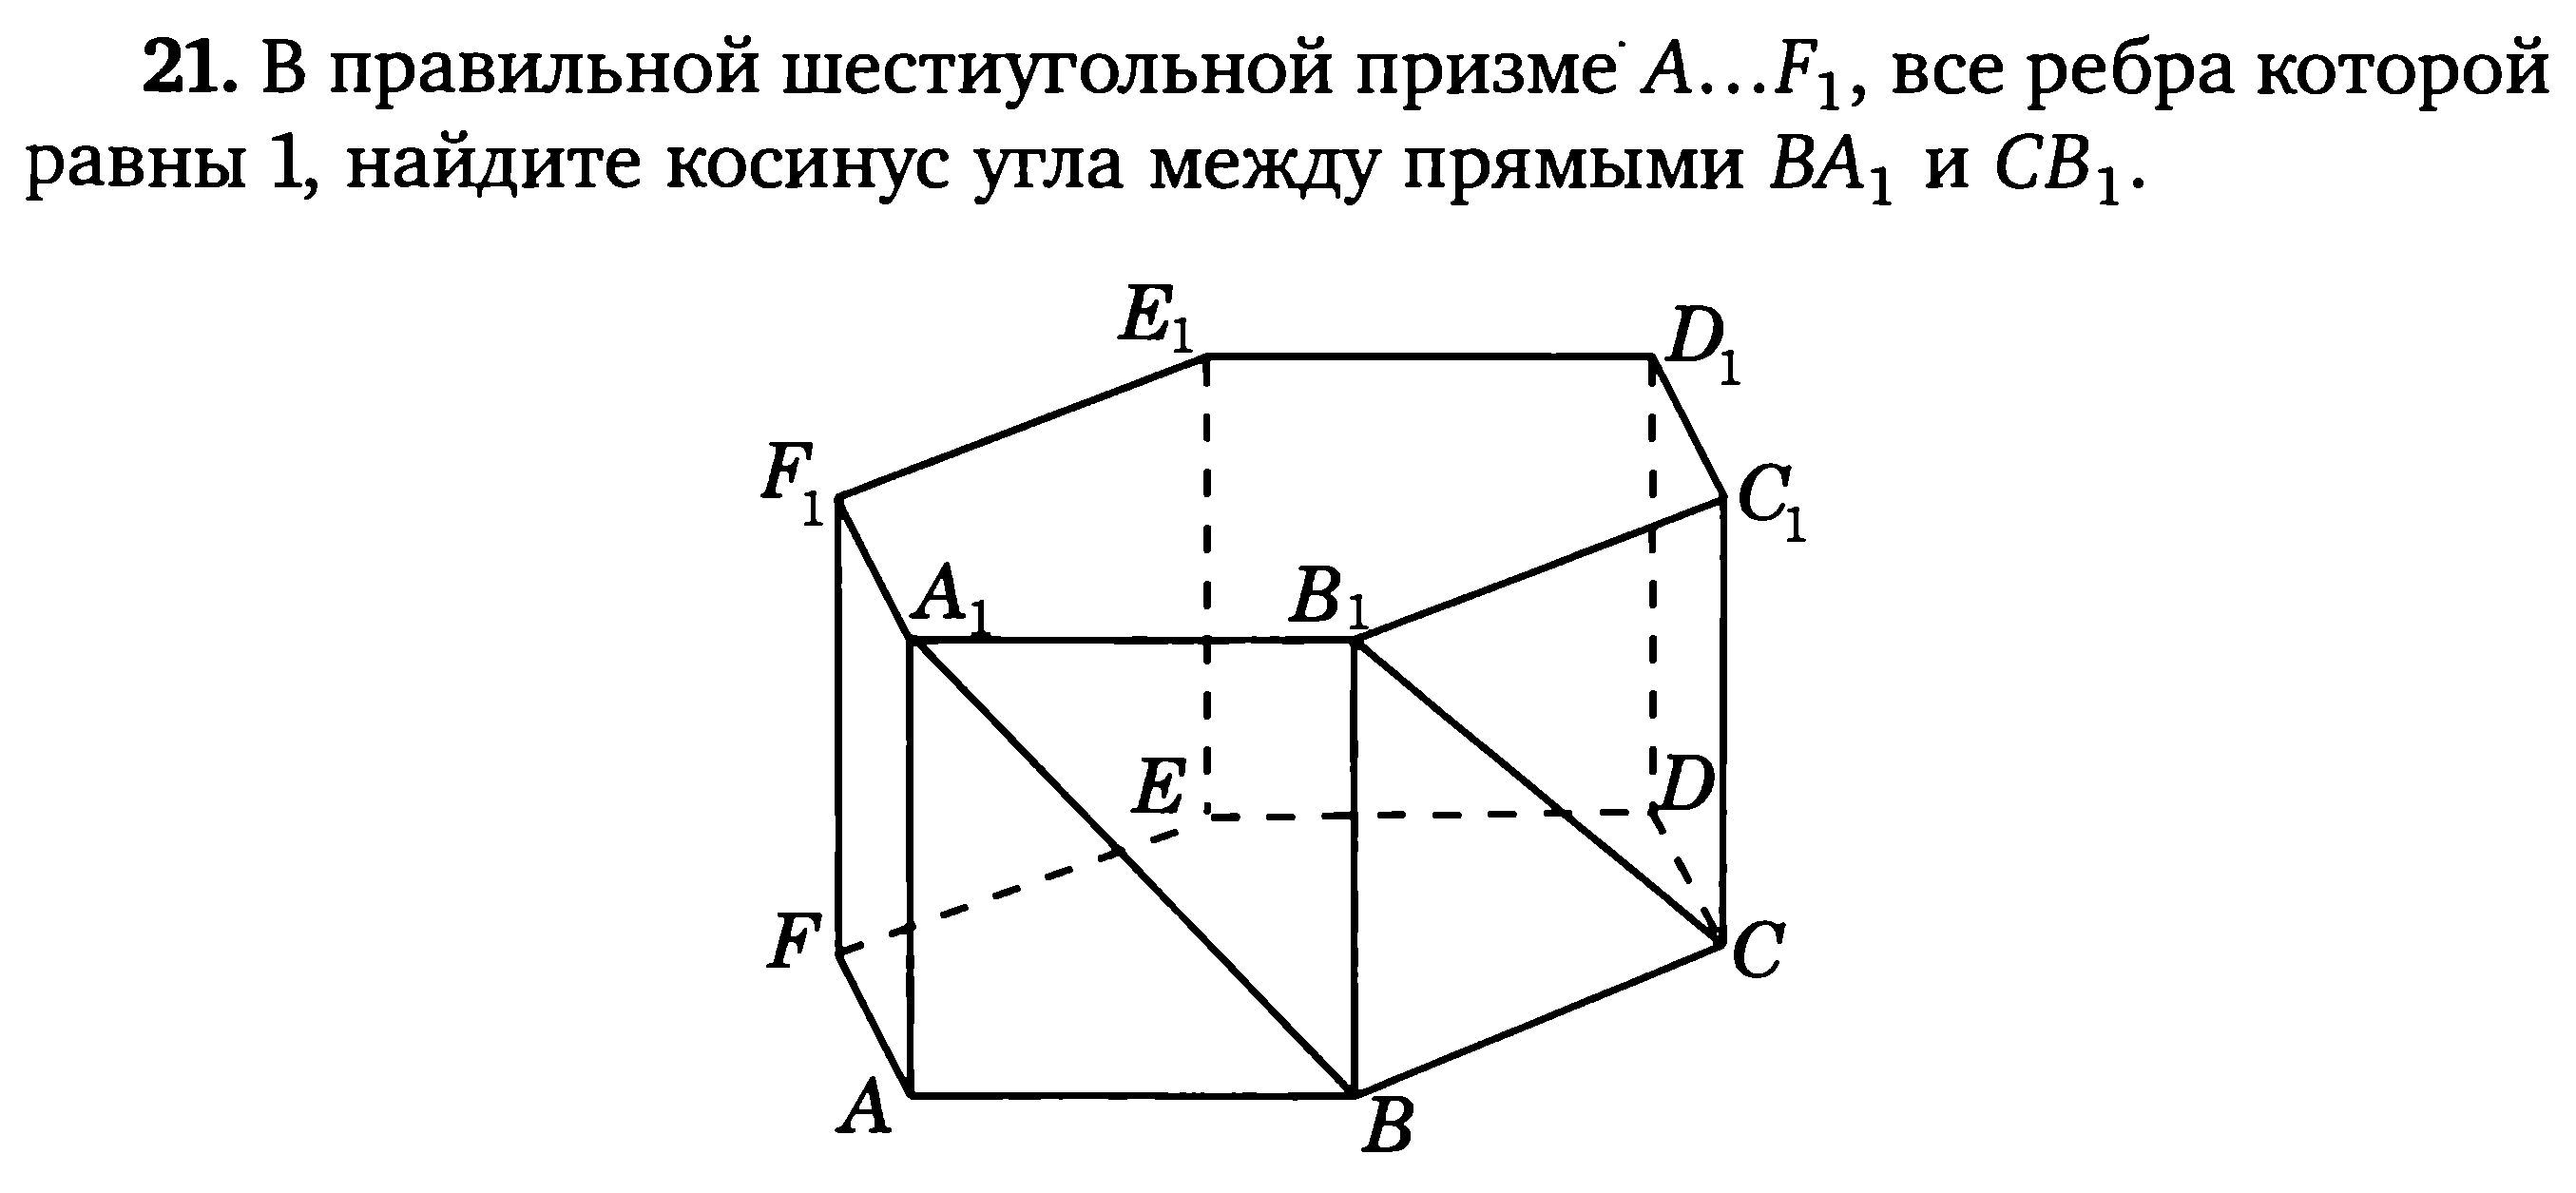 21. В правильной шестиугольной призме A...F₁, все ребра которой
равны 1, найдите косинус угла между прямыми BA₁ и CB₁.
E₁
D₁
F₁
C₁
A₁
B₁
E
D
F
C
A
B